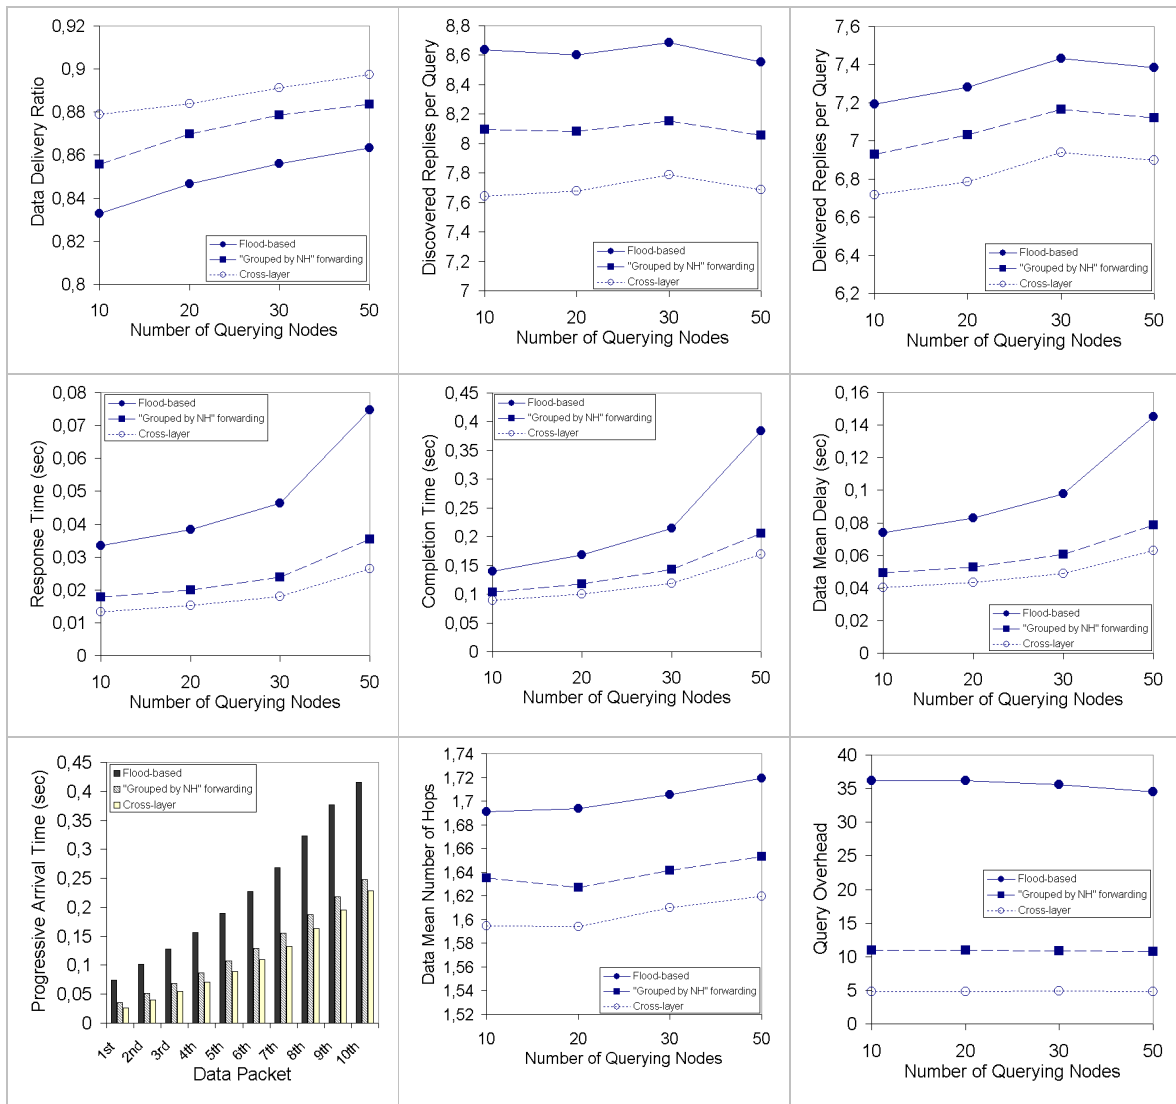 Data Delivery Ratio
0,92
0,9
0,88
0,86
0,84
0,82
0,8
Flood-based
"Grouped by NH" forwarding
Cross-layer
10 20 30 50
Number of Querying Nodes
Discovered Replies per Query
8,8
8,6
8,4
8,2
8
7,8
7,6
7,4
7,2
7
Flood-based
"Grouped by NH" forwarding
Cross-layer
10 20 30 50
Number of Querying Nodes
Delivered Replies per Query
7,6
7,4
7,2
7
6,8
6,6
6,4
6,2
Flood-based
"Grouped by NH" forwarding
Cross-layer
10 20 30 50
Number of Querying Nodes
Response Time (sec)
0,08
0,07
0,06
0,05
0,04
0,03
0,02
0,01
0
Flood-based
"Grouped by NH" forwarding
Cross-layer
10 20 30 50
Number of Querying Nodes
Completion Time (sec)
0,45
0,4
0,35
0,3
0,25
0,2
0,15
0,1
0,05
0
Flood-based
"Grouped by NH" forwarding
Cross-layer
10 20 30 50
Number of Querying Nodes
Data Mean Delay (sec)
0,16
0,14
0,12
0,1
0,08
0,06
0,04
0,02
0
Flood-based
"Grouped by NH" forwarding
Cross-layer
10 20 30 50
Number of Querying Nodes
Progressive Arrival Time (sec)
0,45
0,4
0,35
0,3
0,25
0,2
0,15
0,1
0,05
0
Flood-based
"Grouped by NH" forwarding
Cross-layer
1st 2nd 3rd 4th 5th 6th 7th 8th 9th 10th
Data Packet
Data Mean Number of Hops
1,74
1,72
1,7
1,68
1,66
1,64
1,62
1,6
1,58
1,56
1,54
1,52
Flood-based
"Grouped by NH" forwarding
Cross-layer
10 20 30 50
Number of Querying Nodes
Query Overhead
40
35
30
25
20
15
10
5
0
Flood-based
"Grouped by NH" forwarding
Cross-layer
10 20 30 50
Number of Querying Nodes